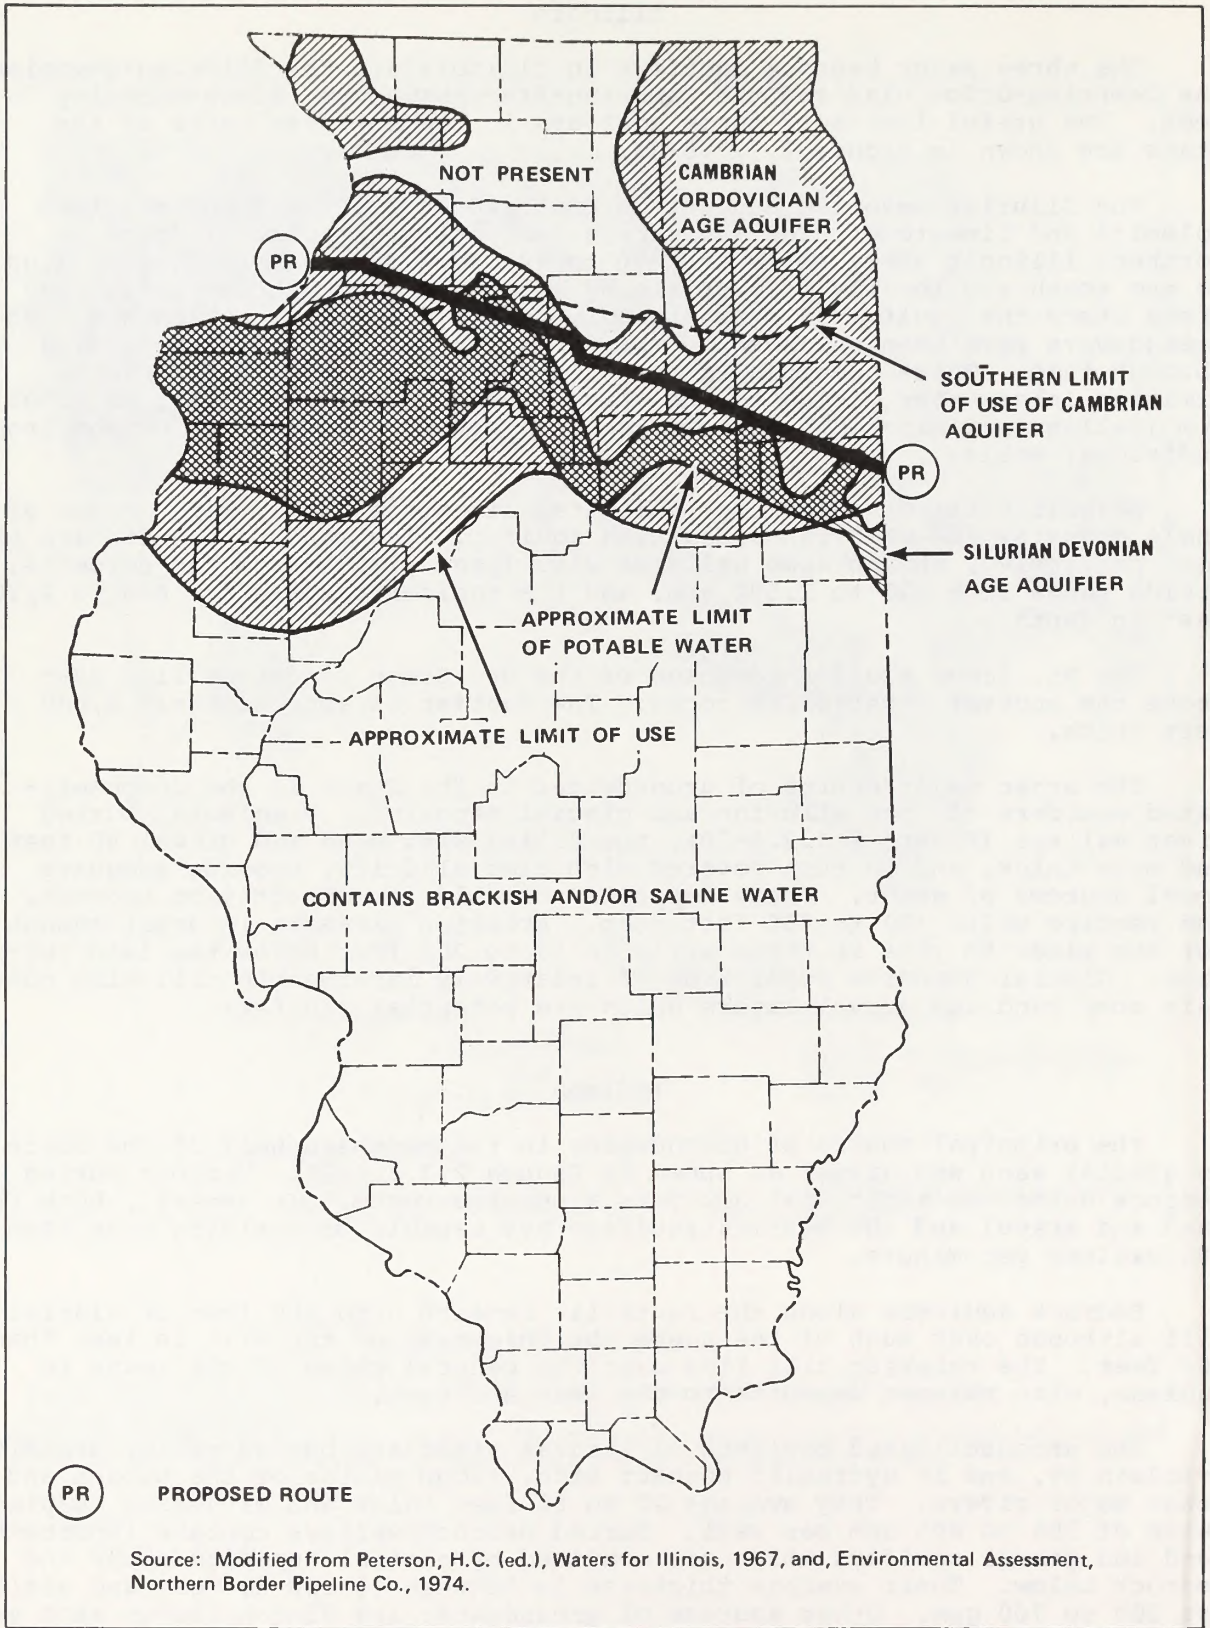 NOT PRESENT
CAMBRIAN
ORDOVICIAN
AGE AQUIFER
PR
SOUTHERN LIMIT
OF USE OF CAMBRIAN
AQUIFER
PR
SILURIAN DEVONIAN
AGE AQUIFIER
APPROXIMATE LIMIT
OF POTABLE WATER
APPROXIMATE LIMIT OF USE
CONTAINS BRACKISH AND/OR SALINE WATER
PR PROPOSED ROUTE
Source: Modified from Peterson, H.C. (ed.), Waters for Illinois, 1967, and, Environmental Assessment,
Northern Border Pipeline Co., 1974.